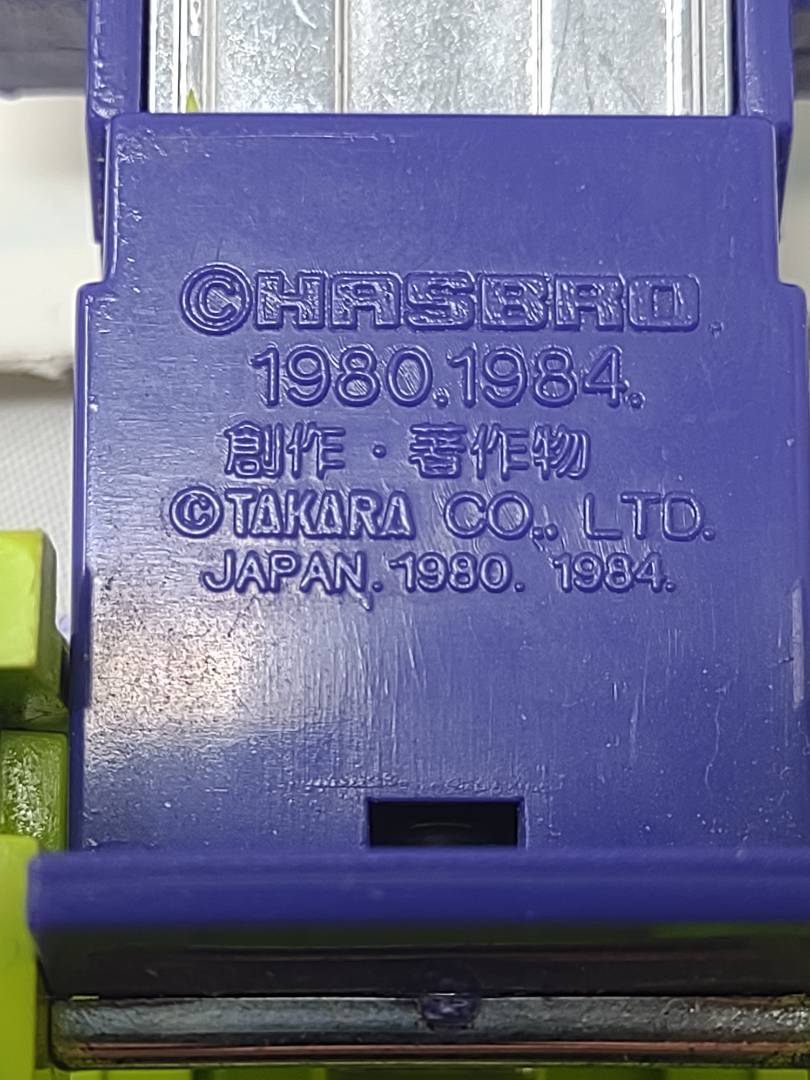 ©HASBRO.
1980.1984.
創作・著作物
©TAKARA CO., LTD.
JAPAN. 1980. 1984.